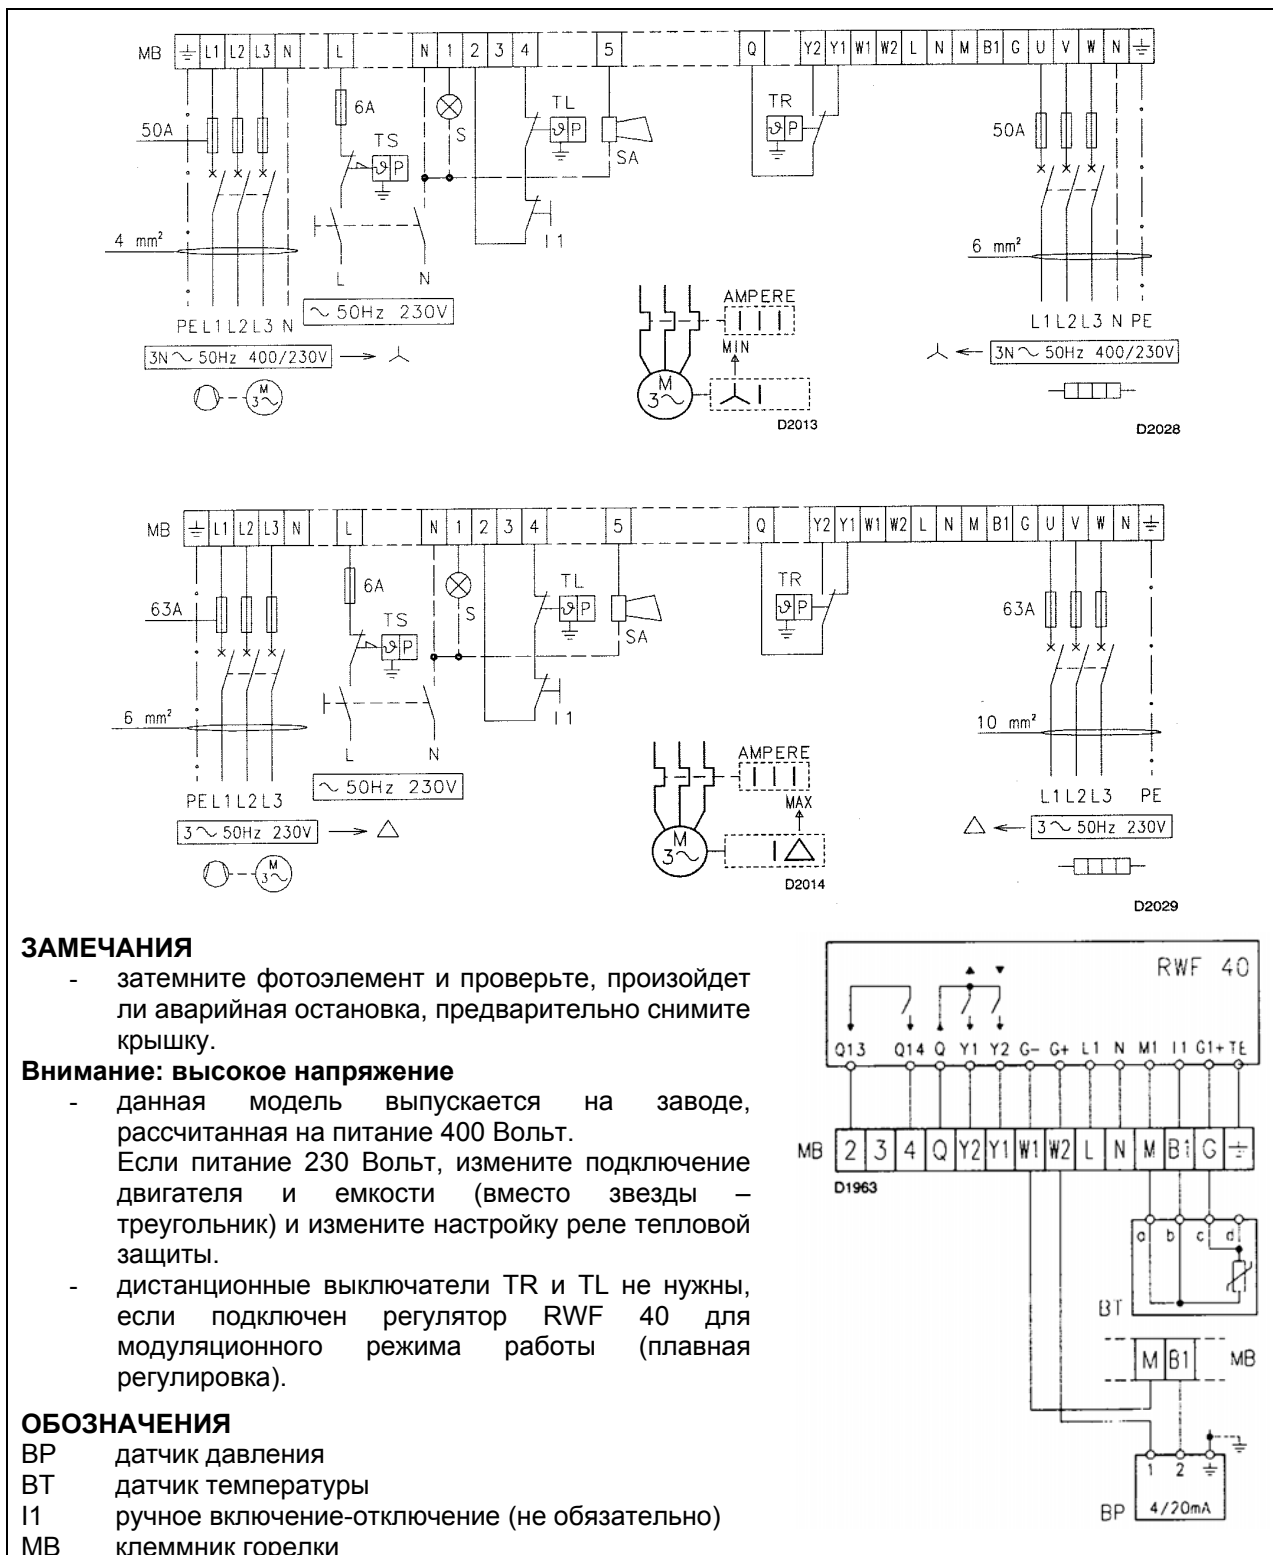 MB ⏚ L1 L2 L3 N L N 1 2 3 4 5 Q Y2 Y1 W1 W2 L N M B1 G U V W N ⏚
50A 6A TS ϑ P S TL ϑ P SA TR ϑ P 50A
4 mm² I1 6 mm²
L N
PE L1 L2 L3 N
∼ 50Hz 230V
AMPERE
MIN
L1 L2 L3 N PE
3N ∼ 50Hz 400/230V
3N ∼ 50Hz 400/230V
M 3∼
M 3∼
D2013
D2028
MB ⏚ L1 L2 L3 N L N 1 2 3 4 5 Q Y2 Y1 W1 W2 L N M B1 G U V W N ⏚
63A 6A TS ϑ P S TL ϑ P SA TR ϑ P 63A
6 mm² I1 10 mm²
L N
PE L1 L2 L3
∼ 50Hz 230V
AMPERE
MAX
L1 L2 L3 PE
3 ∼ 50Hz 230V
3 ∼ 50Hz 230V
M 3∼
M 3∼
D2014
D2029
ЗАМЕЧАНИЯ
- затемните фотоэлемент и проверьте, произойдет
ли аварийная остановка, предварительно снимите
крышку.
Внимание: высокое напряжение
- данная модель выпускается на заводе,
рассчитанная на питание 400 Вольт.
Если питание 230 Вольт, измените подключение
двигателя и емкости (вместо звезды –
треугольник) и измените настройку реле тепловой
защиты.
- дистанционные выключатели TR и TL не нужны,
если подключен регулятор RWF 40 для
модуляционного режима работы (плавная
регулировка).
ОБОЗНАЧЕНИЯ
BP датчик давления
BT датчик температуры
I1 ручное включение-отключение (не обязательно)
MB клеммник горелки
RWF 40
Q13 Q14 Q Y1 Y2 G- G+ L1 N M1 I1 G1+ TE
MB 2 3 4 Q Y2 Y1 W1 W2 L N M B1 G ⏚
D1963
a b c d
BT
M B1 MB
1 2 ⏚
BP 4/20mA